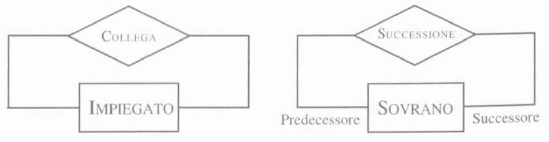 COLLEGA
IMPIEGATO
SUCCESSIONE
SOVRANO
Predecessore
Successore